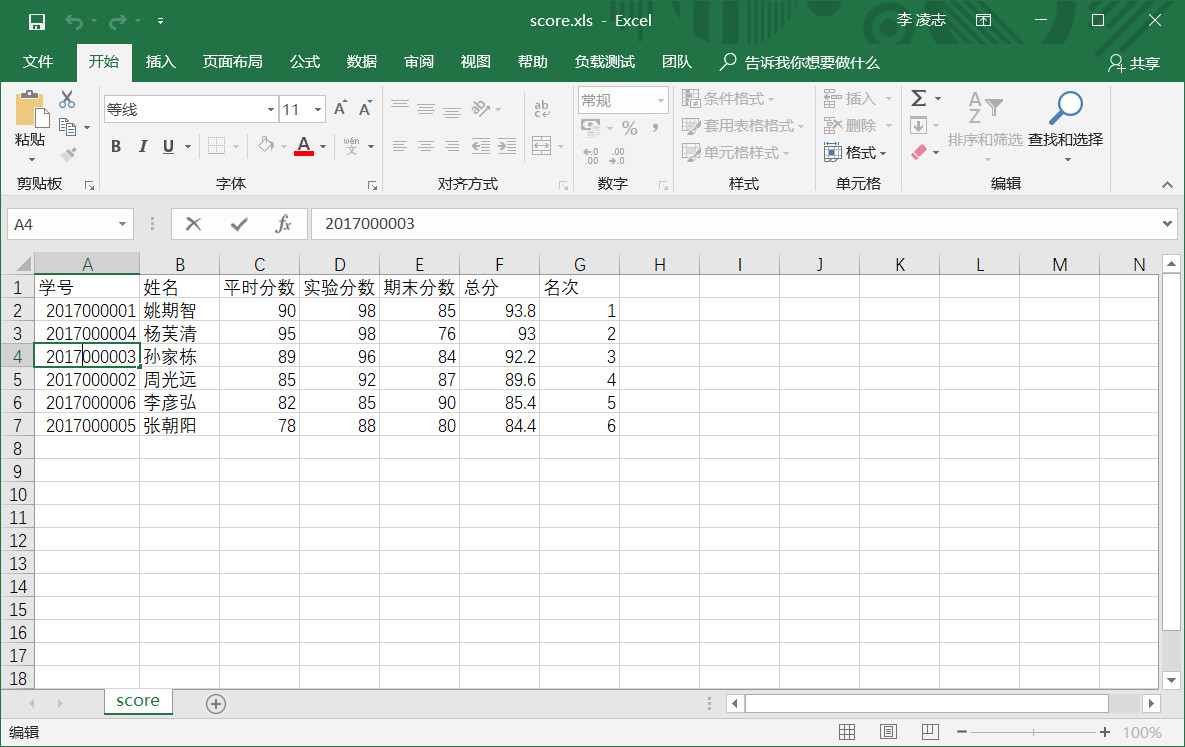 score.xls - Excel
李凌志
文件 开始 插入 页面布局 公式 数据 审阅 视图 帮助 负载测试 团队 告诉我你想要做什么 共享
等线 11 A A ab 常规 条件格式 插入 Σ A Z
粘贴 套用表格格式 删除 排序和筛选 查找和选择
B I U A wén 文 % , 单元格样式 格式
.00 .0 .00 .0
剪贴板 字体 对齐方式 数字 样式 单元格 编辑
A4 fx 2017000003
A B C D E F G H I J K L M N
1 学号 姓名 平时分数 实验分数 期末分数 总分 名次
2 2017000001 姚期智 90 98 85 93.8 1
3 2017000004 杨芙清 95 98 76 93 2
4 2017000003 孙家栋 89 96 84 92.2 3
5 2017000002 周光远 85 92 87 89.6 4
6 2017000006 李彦弘 82 85 90 85.4 5
7 2017000005 张朝阳 78 88 80 84.4 6
8
9
10
11
12
13
14
15
16
17
18
score
编辑 100%